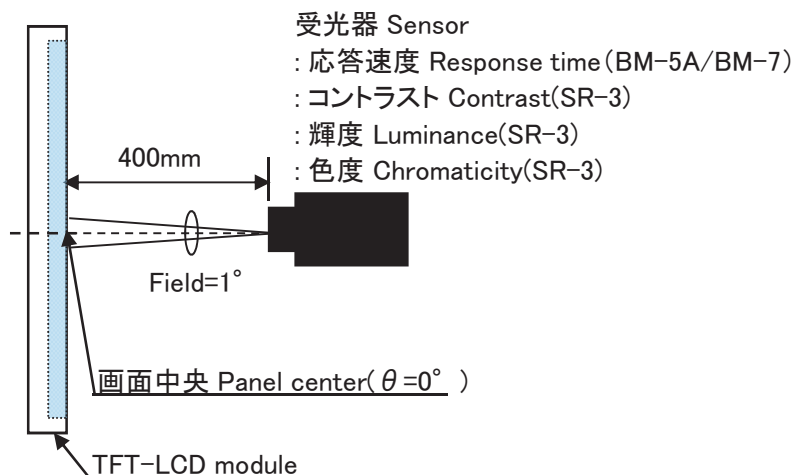 受光器 Sensor
: 応答速度 Response time(BM-5A/BM-7)
: コントラスト Contrast(SR-3)
: 輝度 Luminance(SR-3)
: 色度 Chromaticity(SR-3)
400mm
Field=1°
画面中央 Panel center(θ=0° )
TFT-LCD module